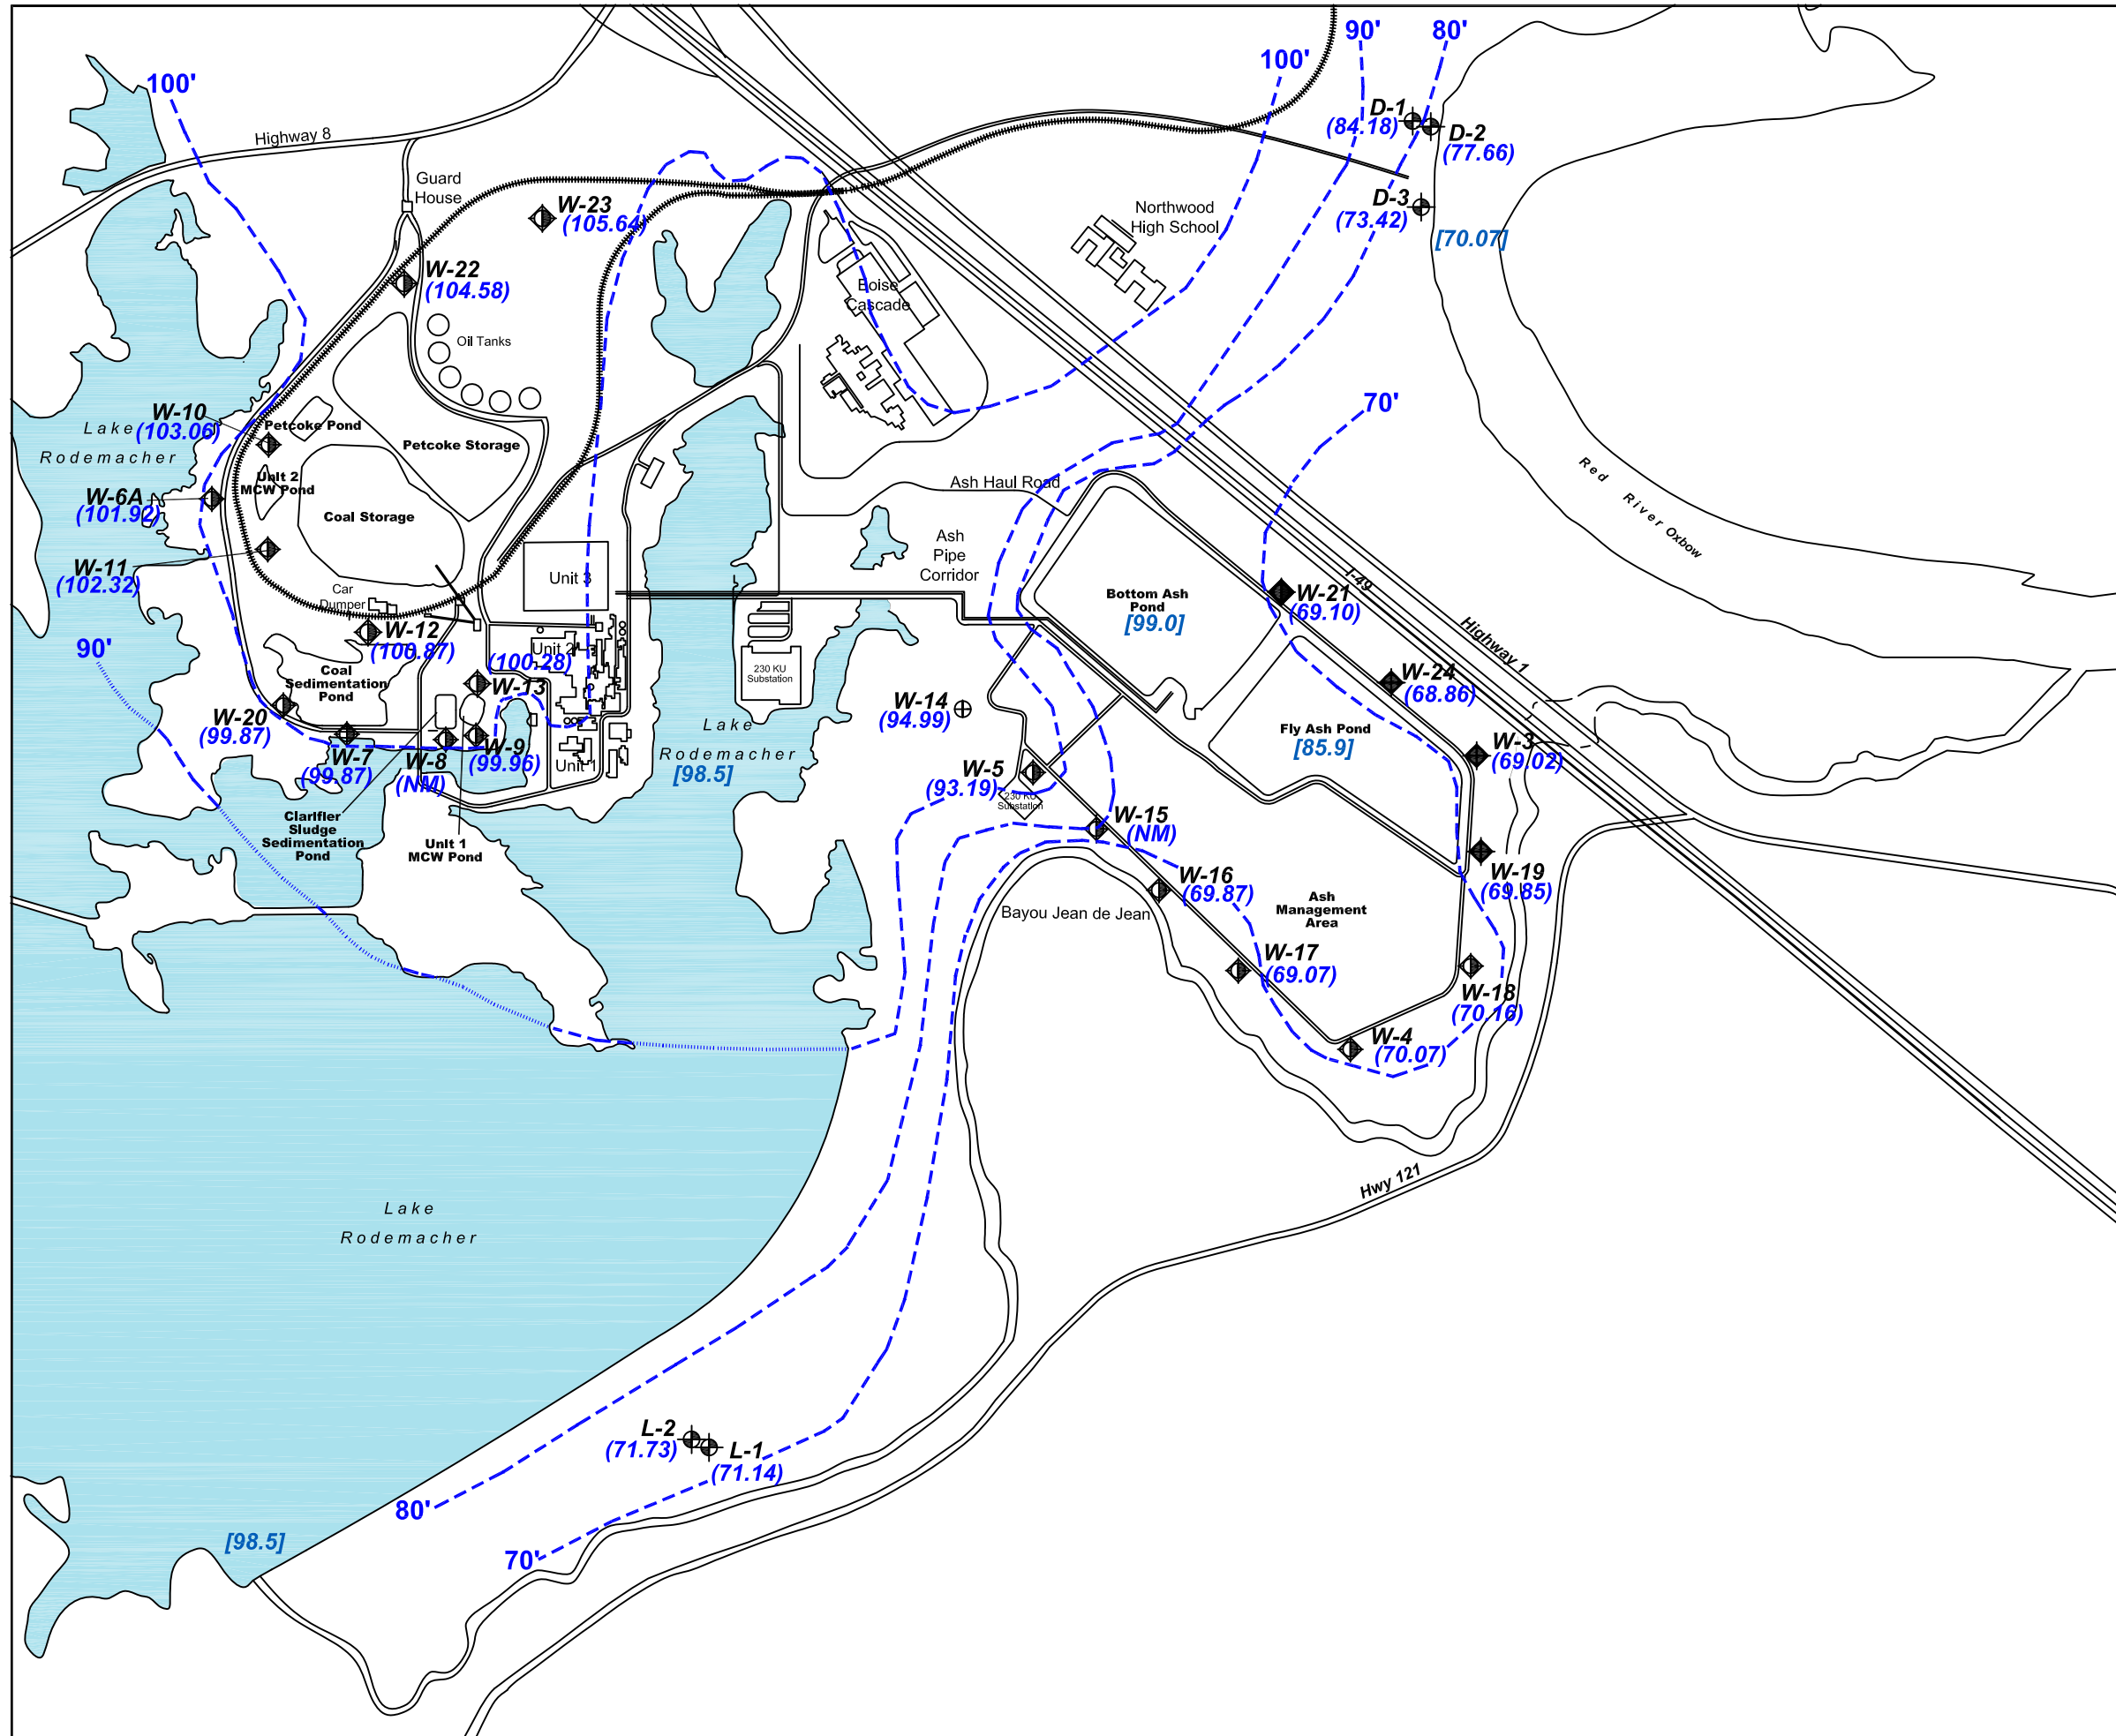 90'
80'
100'
100'
D-1
(84.18)
D-2
(77.66)
Highway 8
Guard
House
W-23
(105.64)
D-3
(73.42)
[70.07]
Northwood
High School
W-22
(104.58)
Boise
Cascade
Oil Tanks
70'
W-10
(103.06)
Lake
Rodemacher
Petcoke Pond
Petcoke Storage
Unit 2
MCW Pond
W-6A
(101.92)
Coal Storage
Ash Haul Road
Red River Oxbow
Ash
Pipe
Corridor
W-11
(102.32)
Car
Dumper
Unit 3
I-49
Bottom Ash
Pond
[99.0]
W-21
(69.10)
Highway 1
W-12
(100.87)
(100.28)
Unit 2
90'
Coal
Sedimentation
Pond
W-13
230 KU
Substation
W-24
(68.86)
W-14
(94.99)
W-20
(99.87)
Lake
Rodemacher
[98.5]
Fly Ash Pond
[85.9]
W-3
(69.02)
W-7
(99.87)
W-8
(NM)
W-9
(99.96)
Unit 1
W-5
(93.19)
230 KU
Substation
W-15
(NM)
Clarifier
Sludge
Sedimentation
Pond
Unit 1
MCW Pond
W-16
(69.87)
W-19
(69.85)
Ash
Management
Area
Bayou Jean de Jean
W-17
(69.07)
W-18
(70.16)
W-4
(70.07)
Hwy 121
Lake
Rodemacher
L-2
(71.73)
L-1
(71.14)
80'
70'
[98.5]